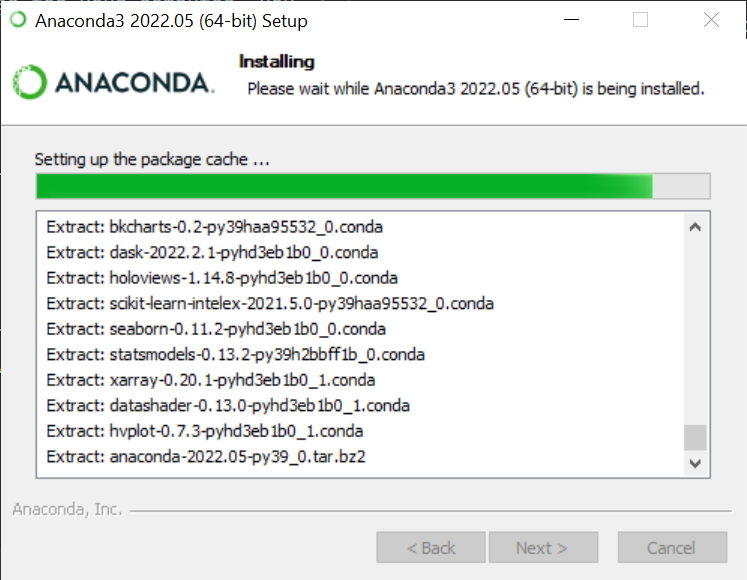 Anaconda3 2022.05 (64-bit) Setup
ANACONDA.
Installing
Please wait while Anaconda3 2022.05 (64-bit) is being installed.
Setting up the package cache ...
Extract: bkcharts-0.2-py39haa95532_0.conda
Extract: dask-2022.2.1-pyhd3eb1b0_0.conda
Extract: holoviews-1.14.8-pyhd3eb1b0_0.conda
Extract: scikit-learn-intelex-2021.5.0-py39haa95532_0.conda
Extract: seaborn-0.11.2-pyhd3eb1b0_0.conda
Extract: statsmodels-0.13.2-py39h2bbff1b_0.conda
Extract: xarray-0.20.1-pyhd3eb1b0_1.conda
Extract: datashader-0.13.0-pyhd3eb1b0_1.conda
Extract: hvplot-0.7.3-pyhd3eb1b0_1.conda
Extract: anaconda-2022.05-py39_0.tar.bz2
Anaconda, Inc.
< Back
Next >
Cancel